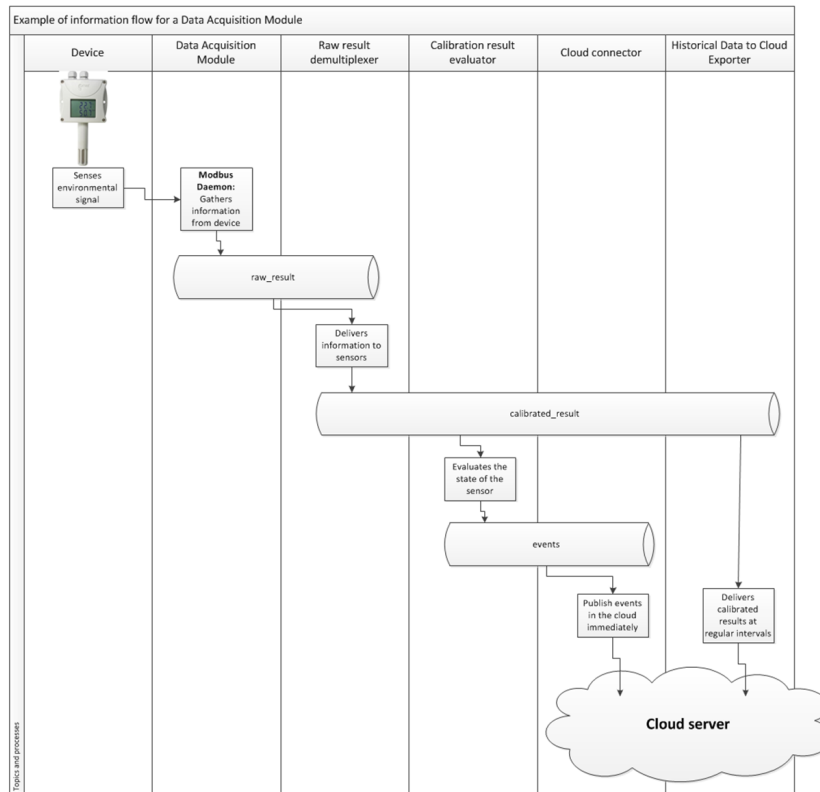 Example of information flow for a Data Acquisition Module
Device
Data Acquisition
Module
Raw result
demultiplexer
Calibration result
evaluator
Cloud connector
Historical Data to Cloud
Exporter
Senses
environmental
signal
Modbus
Daemon:
Gathers
information
from device
raw_result
Delivers
information to
sensors
calibrated_result
Evaluates the
state of the
sensor
events
Publish events
in the cloud
immediately
Delivers
calibrated
results at
regular intervals
Cloud server
Topics and processes